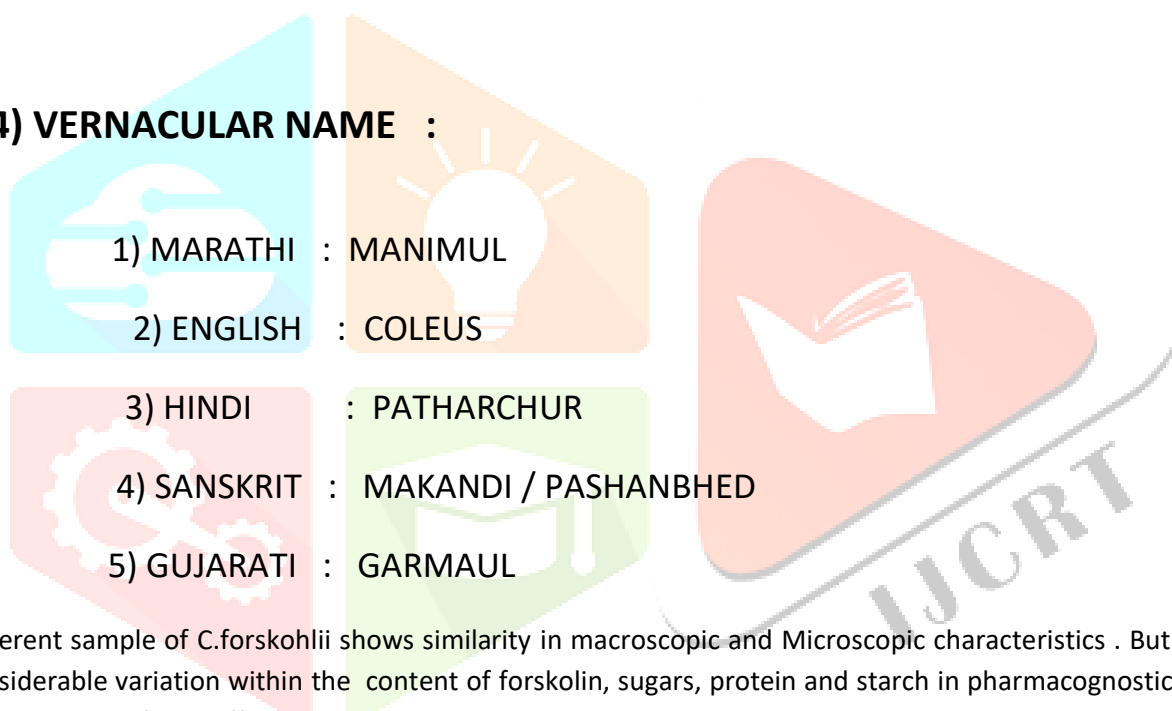 4) VERNACULAR NAME :
1) MARATHI : MANIMUL
2) ENGLISH : COLEUS
3) HINDI : PATHARCHUR
4) SANSKRIT : MAKANDI / PASHANBHED
5) GUJARATI : GARMAUL
IJCRT
erent sample of C.forskohlii shows similarity in macroscopic and Microscopic characteristics . But
siderable variation within the content of forskolin, sugars, protein and starch in pharmacognostic